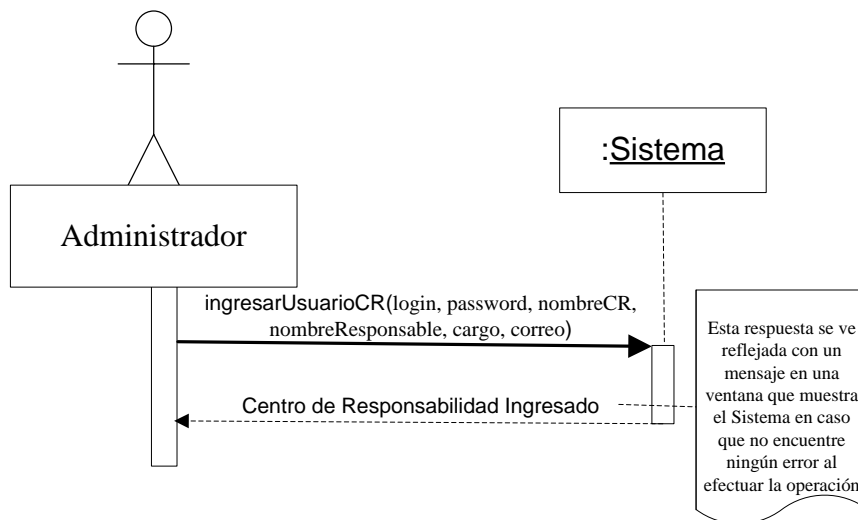 :Sistema
Administrador
ingresarUsuarioCR(login, password, nombreCR,
nombreResponsable, cargo, correo)
Centro de Responsabilidad Ingresado
Esta respuesta se ve
reflejada con un
mensaje en una
ventana que muestra
el Sistema en caso
que no encuentre
ningún error al
efectuar la operación